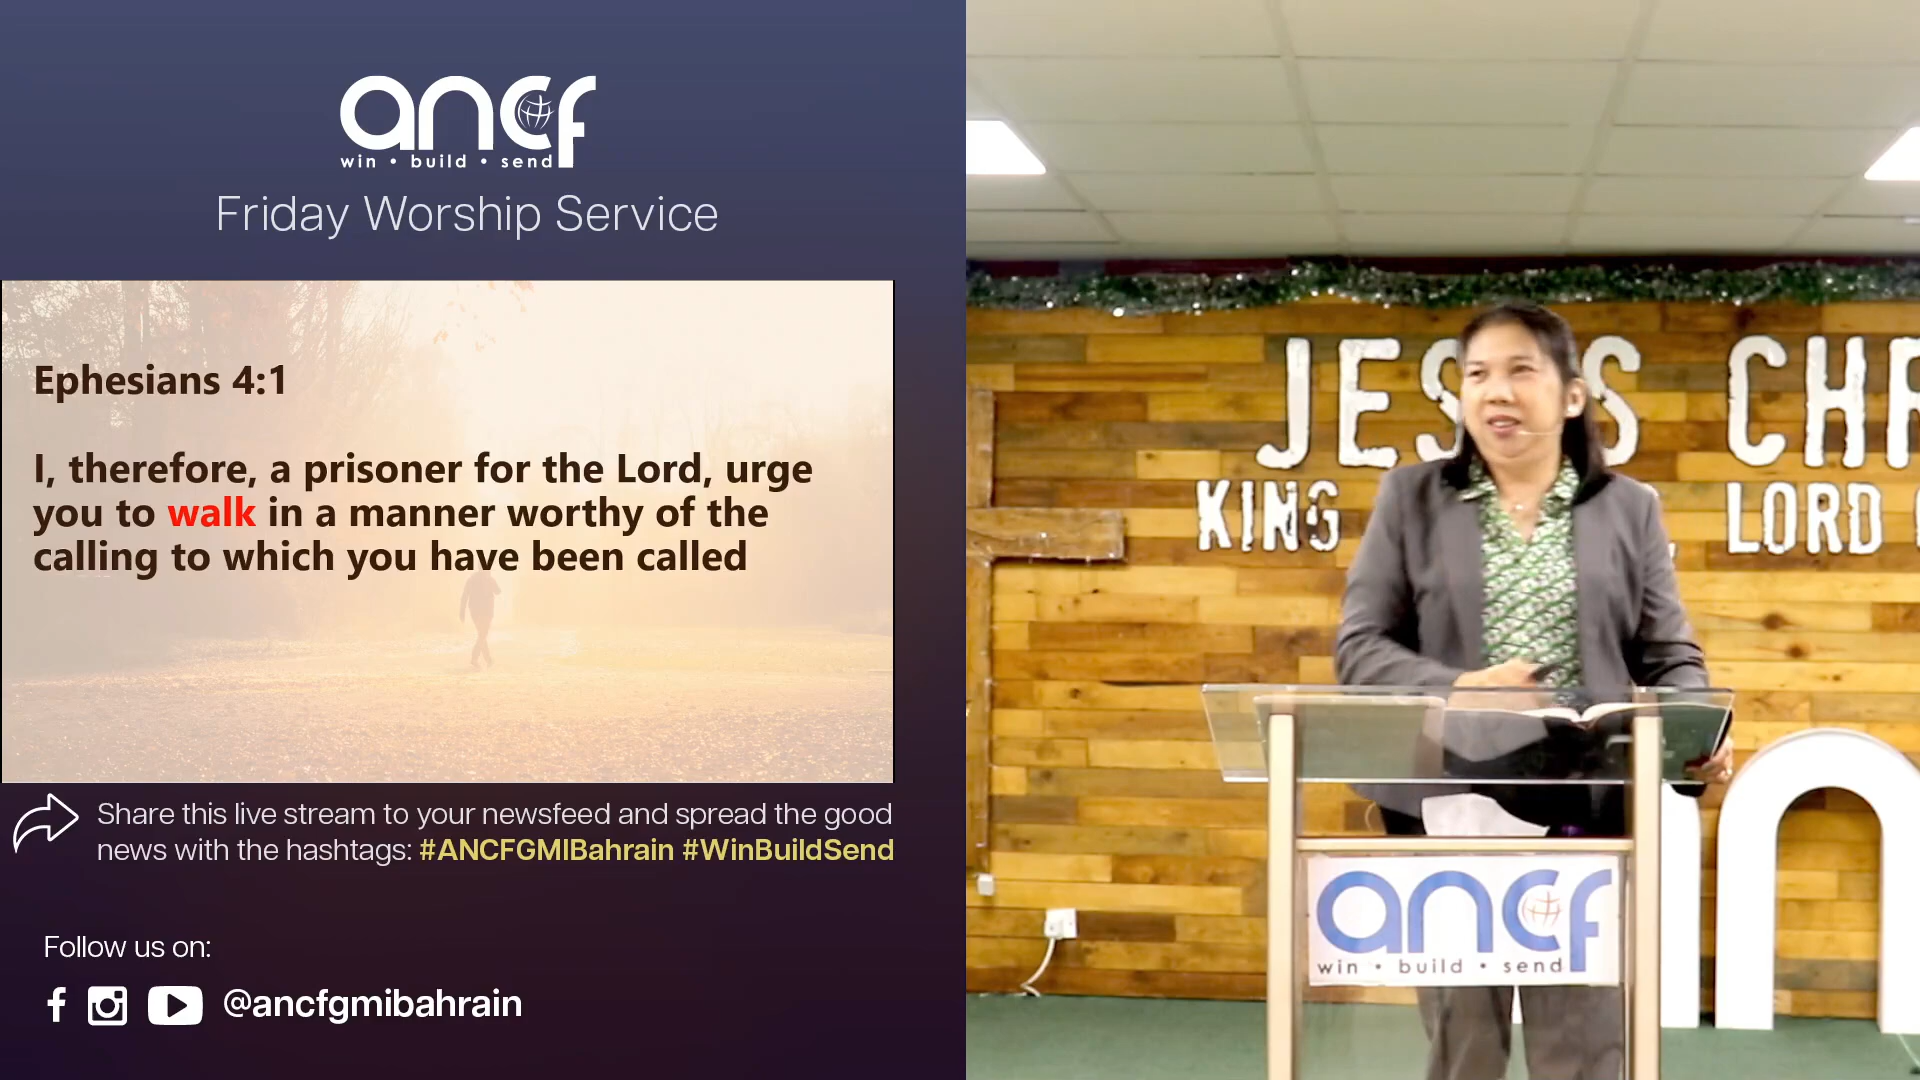 ancf
win • build • send
Friday Worship Service
Ephesians 4:1
I, therefore, a prisoner for the Lord, urge
you to walk in a manner worthy of the
calling to which you have been called
Share this live stream to your newsfeed and spread the good
news with the hashtags: #ANCFGMIBahrain #WinBuildSend
Follow us on:
@ancfgmibahrain
JES S CHR
KING LORD
ancf
win • build • send